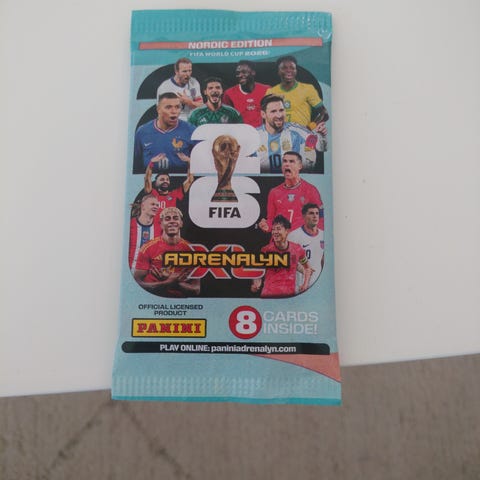 NORDIC EDITION
FIFA WORLD CUP 2026
26
FIFA
ADRENALYN
XL
OFFICIAL LICENSED
PRODUCT
PANINI
8 CARDS
INSIDE!
PLAY ONLINE: paniniadrenalyn.com